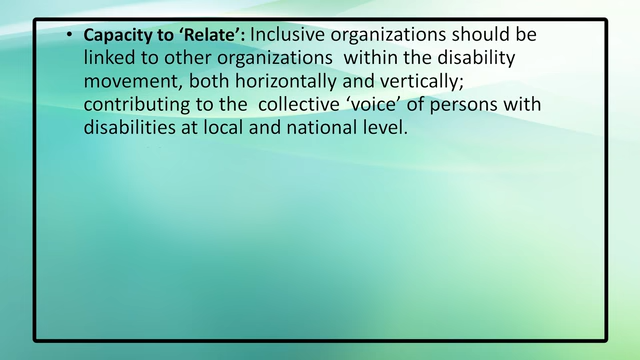 • Capacity to ‘Relate’: Inclusive organizations should be
linked to other organizations  within the disability
movement, both horizontally and vertically;
contributing to the  collective ‘voice’ of persons with
disabilities at local and national level.